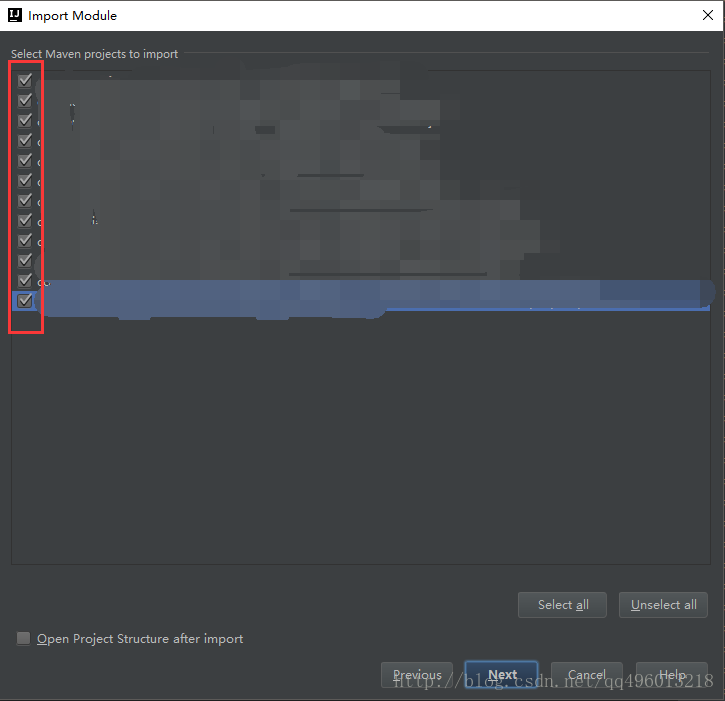 IJ Import Module
Select Maven projects to import
Select all Unselect all
Open Project Structure after import
Previous Next Cancel Help
http://blog.csdn.net/qq496013218